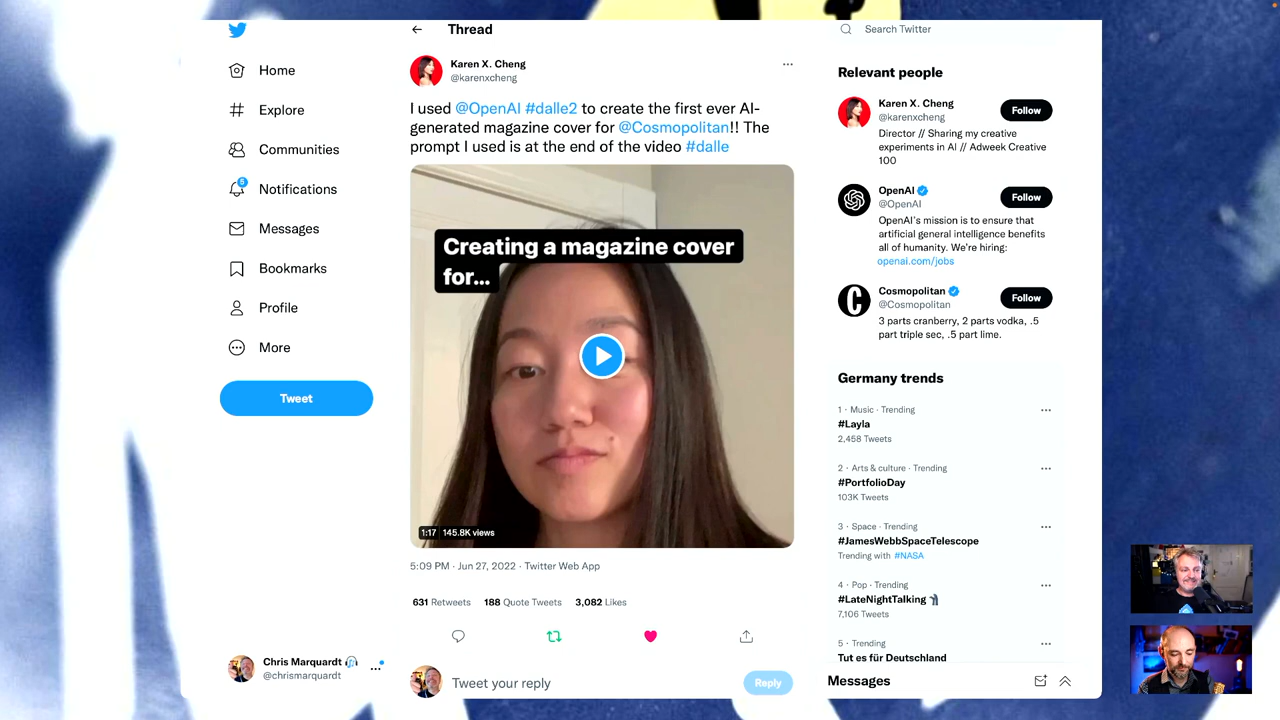 Home
Explore
Communities
5
Notifications
Messages
Bookmarks
Profile
More
Tweet
Chris Marquardt
@chrismarquardt
Thread
Karen X. Cheng
@karenxcheng
I used @OpenAI #dalle2 to create the first ever AI-
generated magazine cover for @Cosmopolitan!! The
prompt I used is at the end of the video #dalle
Creating a magazine cover
for...
1:17 145.8K views
5:09 PM · Jun 27, 2022 · Twitter Web App
631 Retweets 188 Quote Tweets 3,082 Likes
Tweet your reply
Reply
Search Twitter
Relevant people
Karen X. Cheng
@karenxcheng
Follow
Director // Sharing my creative
experiments in AI // Adweek Creative
100
OpenAI
@OpenAI
Follow
OpenAI's mission is to ensure that
artificial general intelligence benefits
all of humanity. We're hiring:
openai.com/jobs
Cosmopolitan
@Cosmopolitan
Follow
3 parts cranberry, 2 parts vodka, .5
part triple sec, .5 part lime.
Germany trends
1 · Music · Trending
#Layla
2,458 Tweets
2 · Arts & culture · Trending
#PortfolioDay
103K Tweets
3 · Space · Trending
#JamesWebbSpaceTelescope
Trending with #NASA
4 · Pop · Trending
#LateNightTalking
7,106 Tweets
5 · Trending
Tut es für Deutschland
Messages